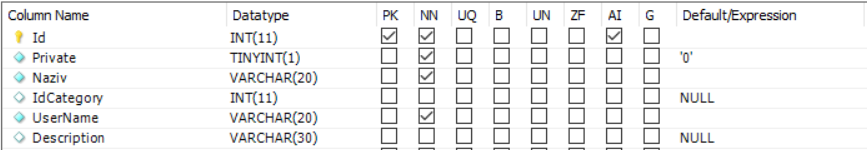 Column Name Datatype PK NN UQ B UN ZF AI G Default/Expression
Id INT(11)
Private TINYINT(1) '0'
Naziv VARCHAR(20)
IdCategory INT(11) NULL
UserName VARCHAR(20)
Description VARCHAR(30) NULL